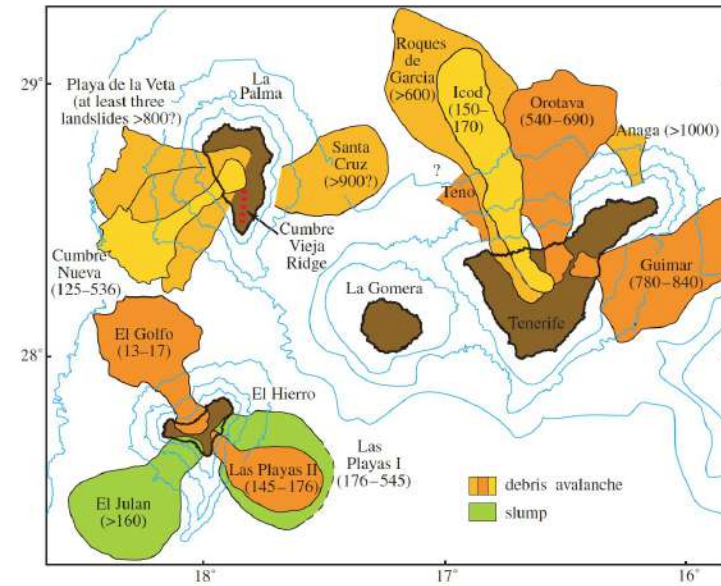 29°
28°
18°
17°
16°
Playa de la Veta
(at least three
landslides >800?)
La
Palma
Santa
Cruz
(>900?)
Cumbre
Vieja
Ridge
Cumbre
Nueva
(125–536)
Roques
de
Garcia
(>600)
Icod
(150–
170)
Orotava
(540–690)
Anaga (>1000)
?
Teno
Guimar
(780–840)
Tenerife
La Gomera
El Golfo
(13–17)
El Hierro
Las Playas II
(145–176)
Las
Playas I
(176–545)
El Julan
(>160)
debris avalanche
slump